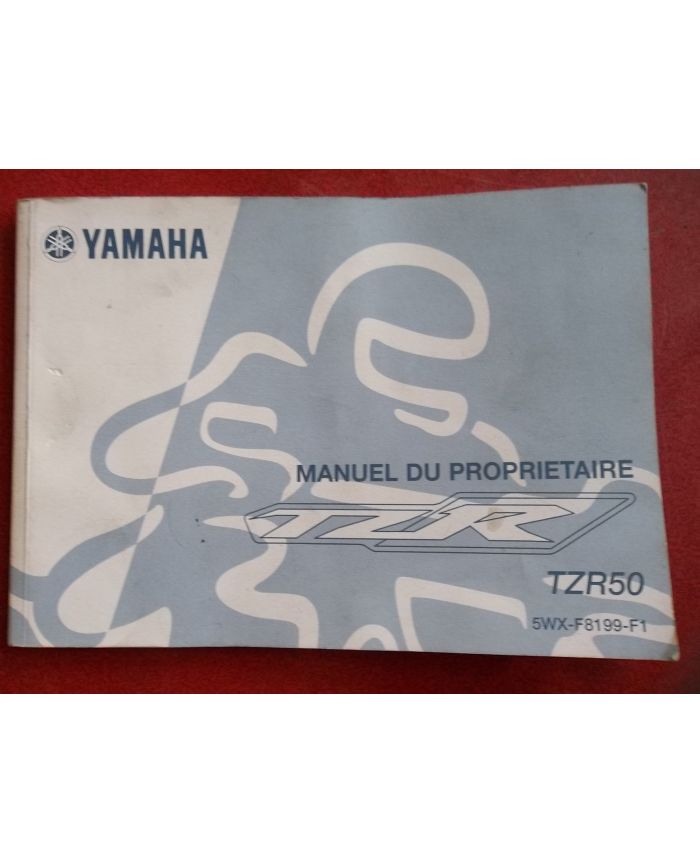 YAMAHA
MANUEL DU PROPRIETAIRE
TZR
TZR50
5WX-F8199-F1